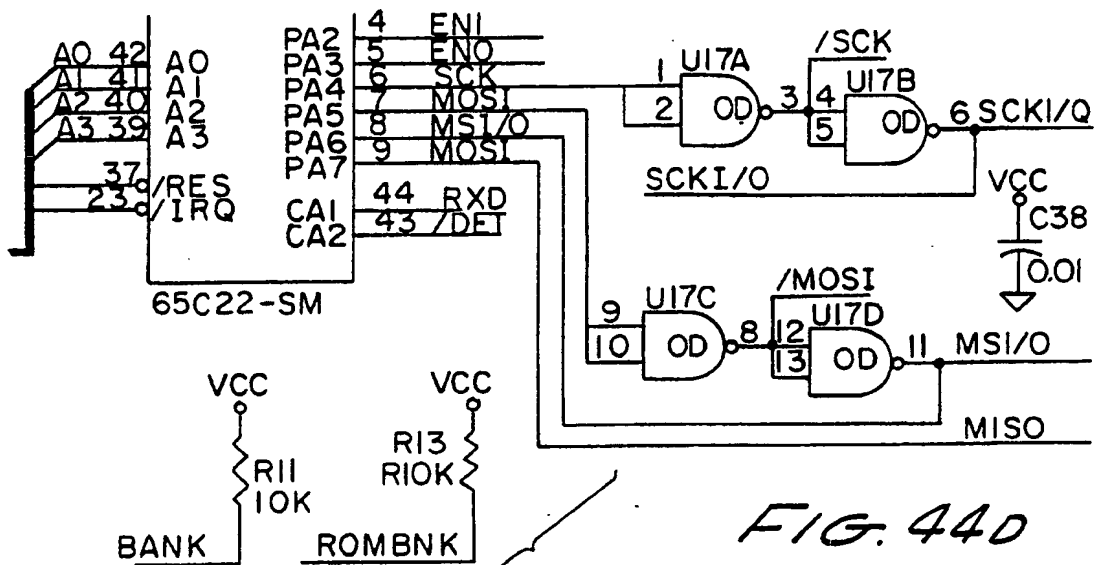 PA2 4 EN1
PA3 5 ENO
A0 42 A0
PA4 6 SCK
A1 41 A1
PA5 7 MOSI
A2 40 A2
PA6 8 MSI/O
A3 39 A3
PA7 9 MOSI
37 /RES
23 /IRQ
CA1 44 RXD
CA2 43 /DET
65C22-SM
/SCK
U17A
1
2
OD
3
U17B
4
5
OD
6 SCKI/Q
SCKI/O
VCC
C38
0.01
/MOSI
U17C
9
10
OD
8
U17D
12
13
OD
11 MSI/O
MISO
VCC
R11
10K
BANK
VCC
R13
R10K
ROMBNK
FIG. 44D